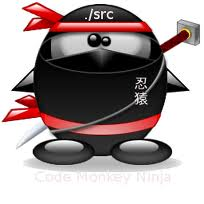 ./src
忍
猿
Code Monkey Ninja